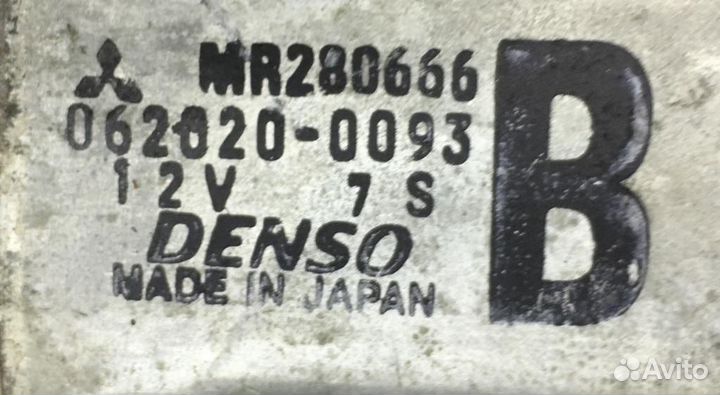 MR280666
062020-0093
12V 7S
DENSO
MADE IN JAPAN
B
Avito